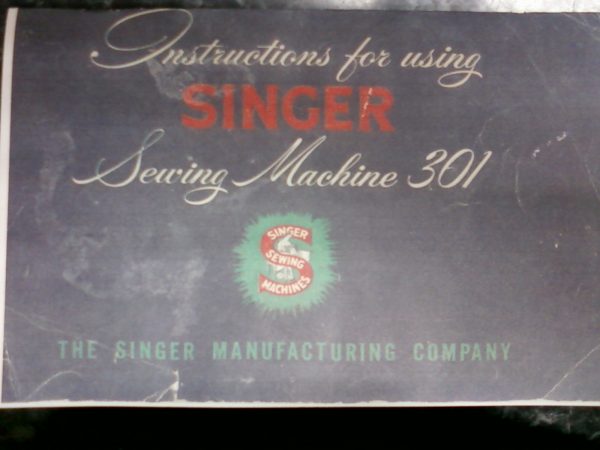 Instructions for using
SINGER
Sewing Machine 301
SINGER
SEWING
MACHINES
THE SINGER MANUFACTURING COMPANY